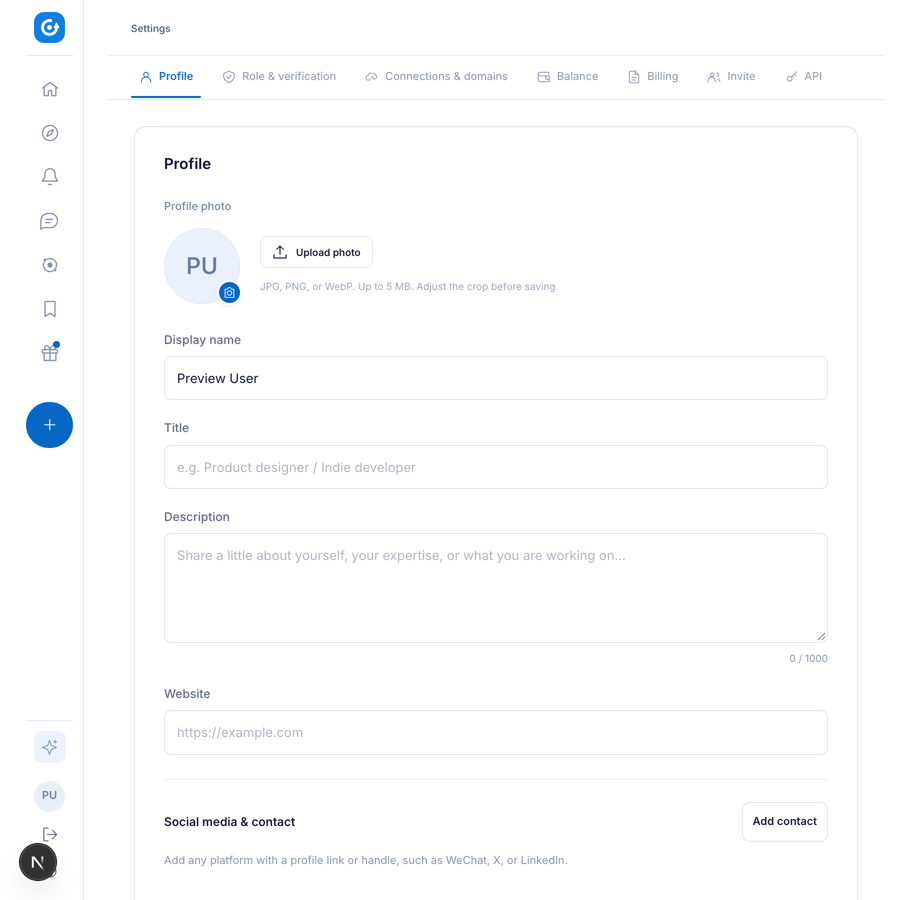 Settings
Profile
Role & verification
Connections & domains
Balance
Billing
Invite
API
Profile
Profile photo
PU
Upload photo
JPG, PNG, or WebP. Up to 5 MB. Adjust the crop before saving.
Display name
Preview User
Title
e.g. Product designer / Indie developer
Description
Share a little about yourself, your expertise, or what you are working on...
0 / 1000
Website
https://example.com
Social media & contact
Add contact
Add any platform with a profile link or handle, such as WeChat, X, or LinkedIn.
PU
N